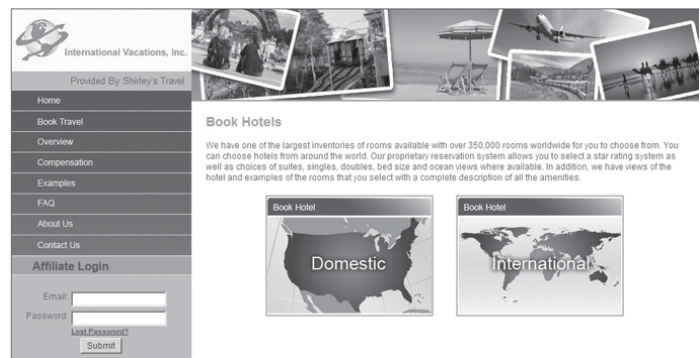 International Vacations, Inc.
Provided By Shirley's Travel
Home
Book Travel
Overview
Compensation
Examples
FAQ
About Us
Contact Us
Affiliate Login
Email:
Password:
Lost Password?
Submit
Book Hotels
We have one of the largest inventories of rooms available with over 350,000 rooms worldwide for you to choose from. You
can choose hotels from around the world. Our proprietary reservation system allows you to select a star rating system as
well as choices of suites, singles, doubles, bed size and ocean views where available. In addition, we have views of the
hotel and examples of the rooms that you select with a complete description of all the amenities.
Book Hotel
Domestic
Book Hotel
International